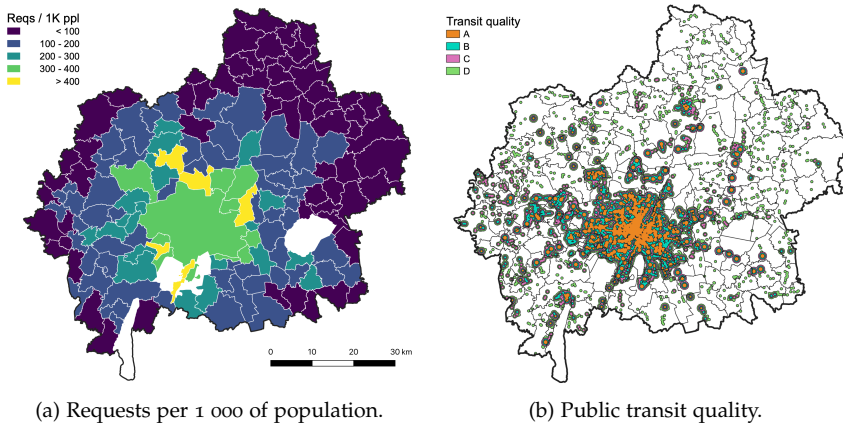 Reqs / 1K ppl
< 100
100 - 200
200 - 300
300 - 400
> 400
0 10 20 30 km
(a) Requests per 1 000 of population.
Transit quality
A
B
C
D
(b) Public transit quality.